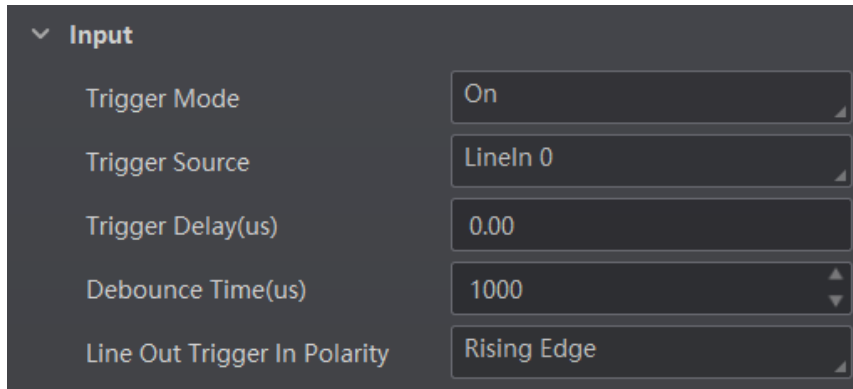 Input
Trigger Mode On
Trigger Source LineIn 0
Trigger Delay(us) 0.00
Debounce Time(us) 1000
Line Out Trigger In Polarity Rising Edge